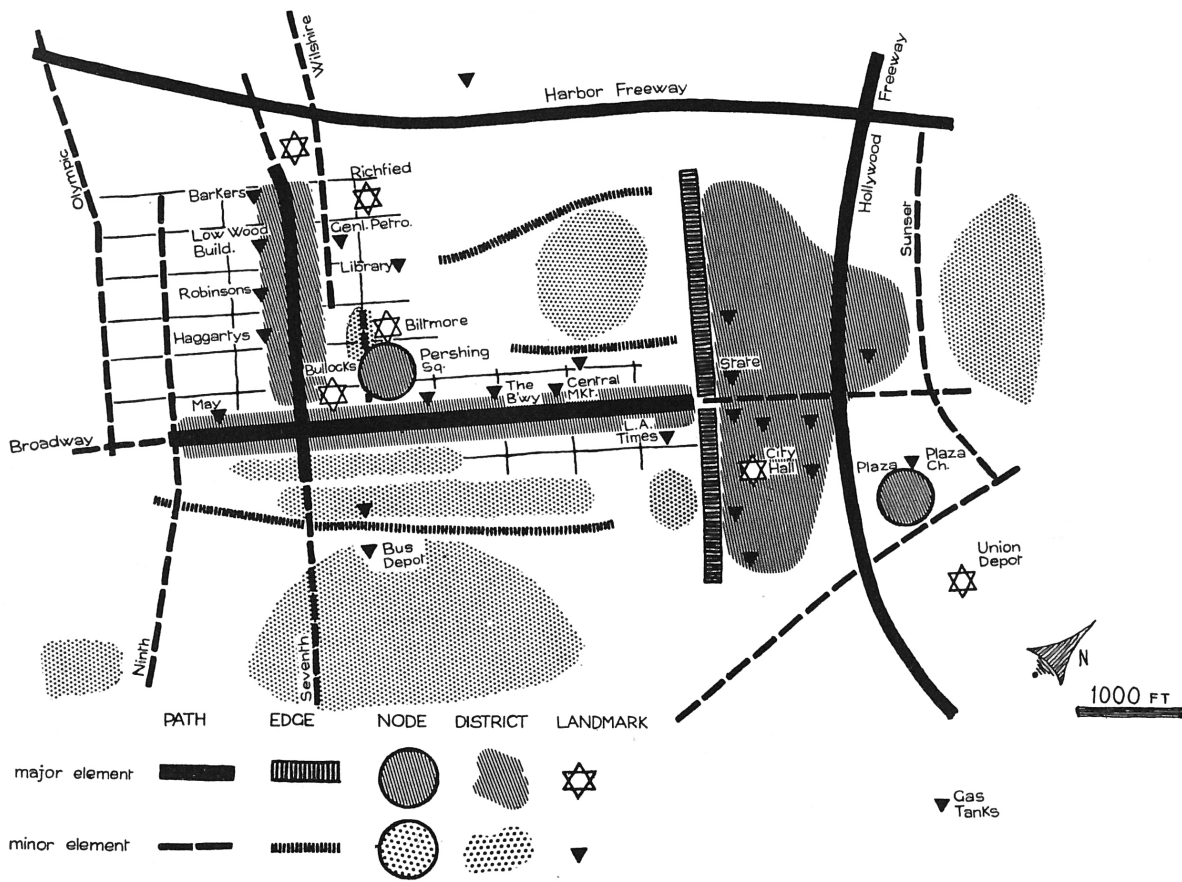 Wilshire
Harbor Freeway
Freeway
Hollywood
Olympic
Richfied
Barkers
Genl. Petro.
Low Wood
Build.
Library
Sunset
Robinsons
Haggartys
Biltmore
Bullocks
Pershing
Sq.
State
The
B'wy
Central
Mkt.
May
Broadway
L.A.
Times
City
Hall
Plaza
Plaza
Ch.
Bus
Depot
Union
Depot
Ninth
Seventh
N
1000 FT
PATH EDGE NODE DISTRICT LANDMARK
major element
minor element
Gas
Tanks